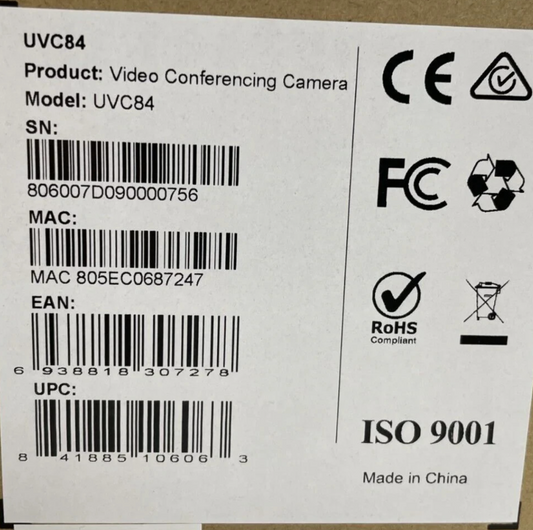 UVC84
Product: Video Conferencing Camera
Model: UVC84
SN:
806007D090000756
MAC:
MAC 805EC0687247
EAN:
6 938818 307278
UPC:
8 41885 10606 3
CE
FC
RoHS
Compliant
ISO 9001
Made in China